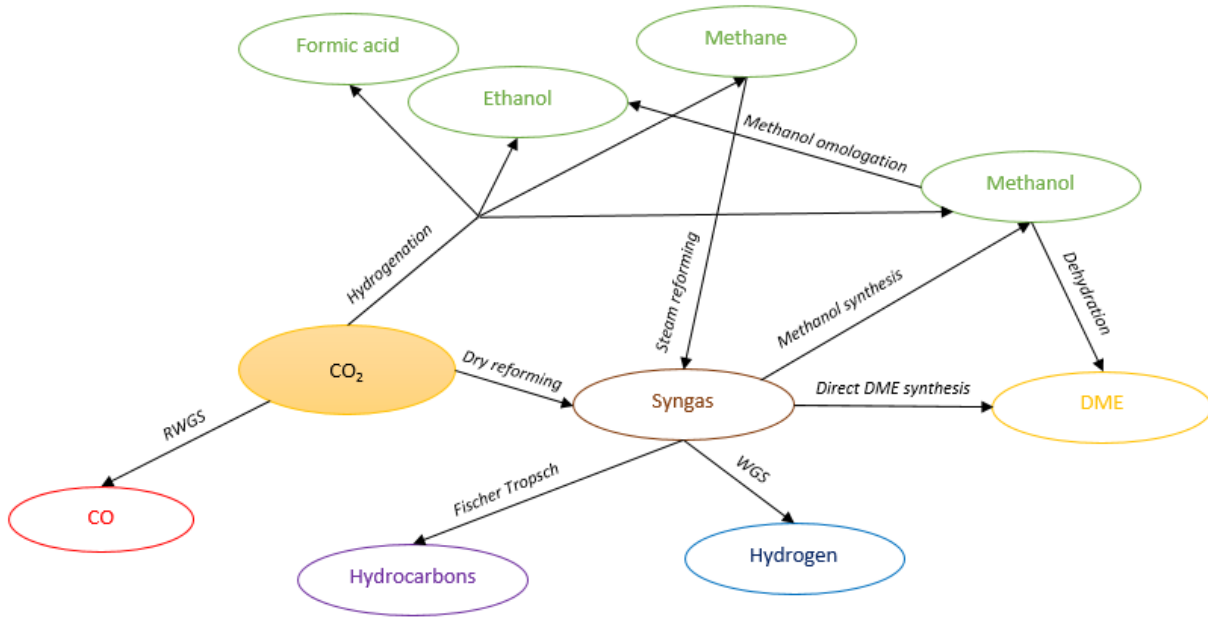 Formic acid
Methane
Ethanol
Methanol omologation
Methanol
Hydrogenation
Steam reforming
Methanol synthesis
Dehydration
CO₂
Dry reforming
Syngas
Direct DME synthesis
DME
RWGS
CO
Fischer Tropsch
WGS
Hydrocarbons
Hydrogen